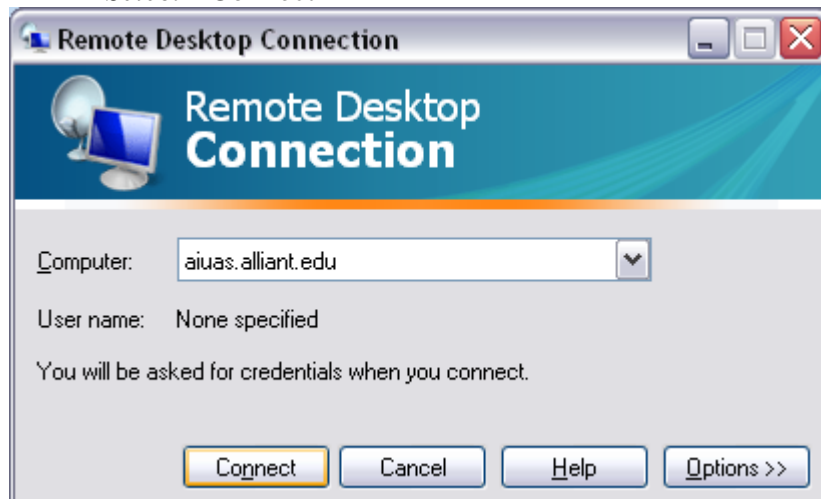 Remote Desktop Connection
Remote Desktop
Connection
Computer: aiuas.alliant.edu
User name: None specified
You will be asked for credentials when you connect.
Connect Cancel Help Options >>